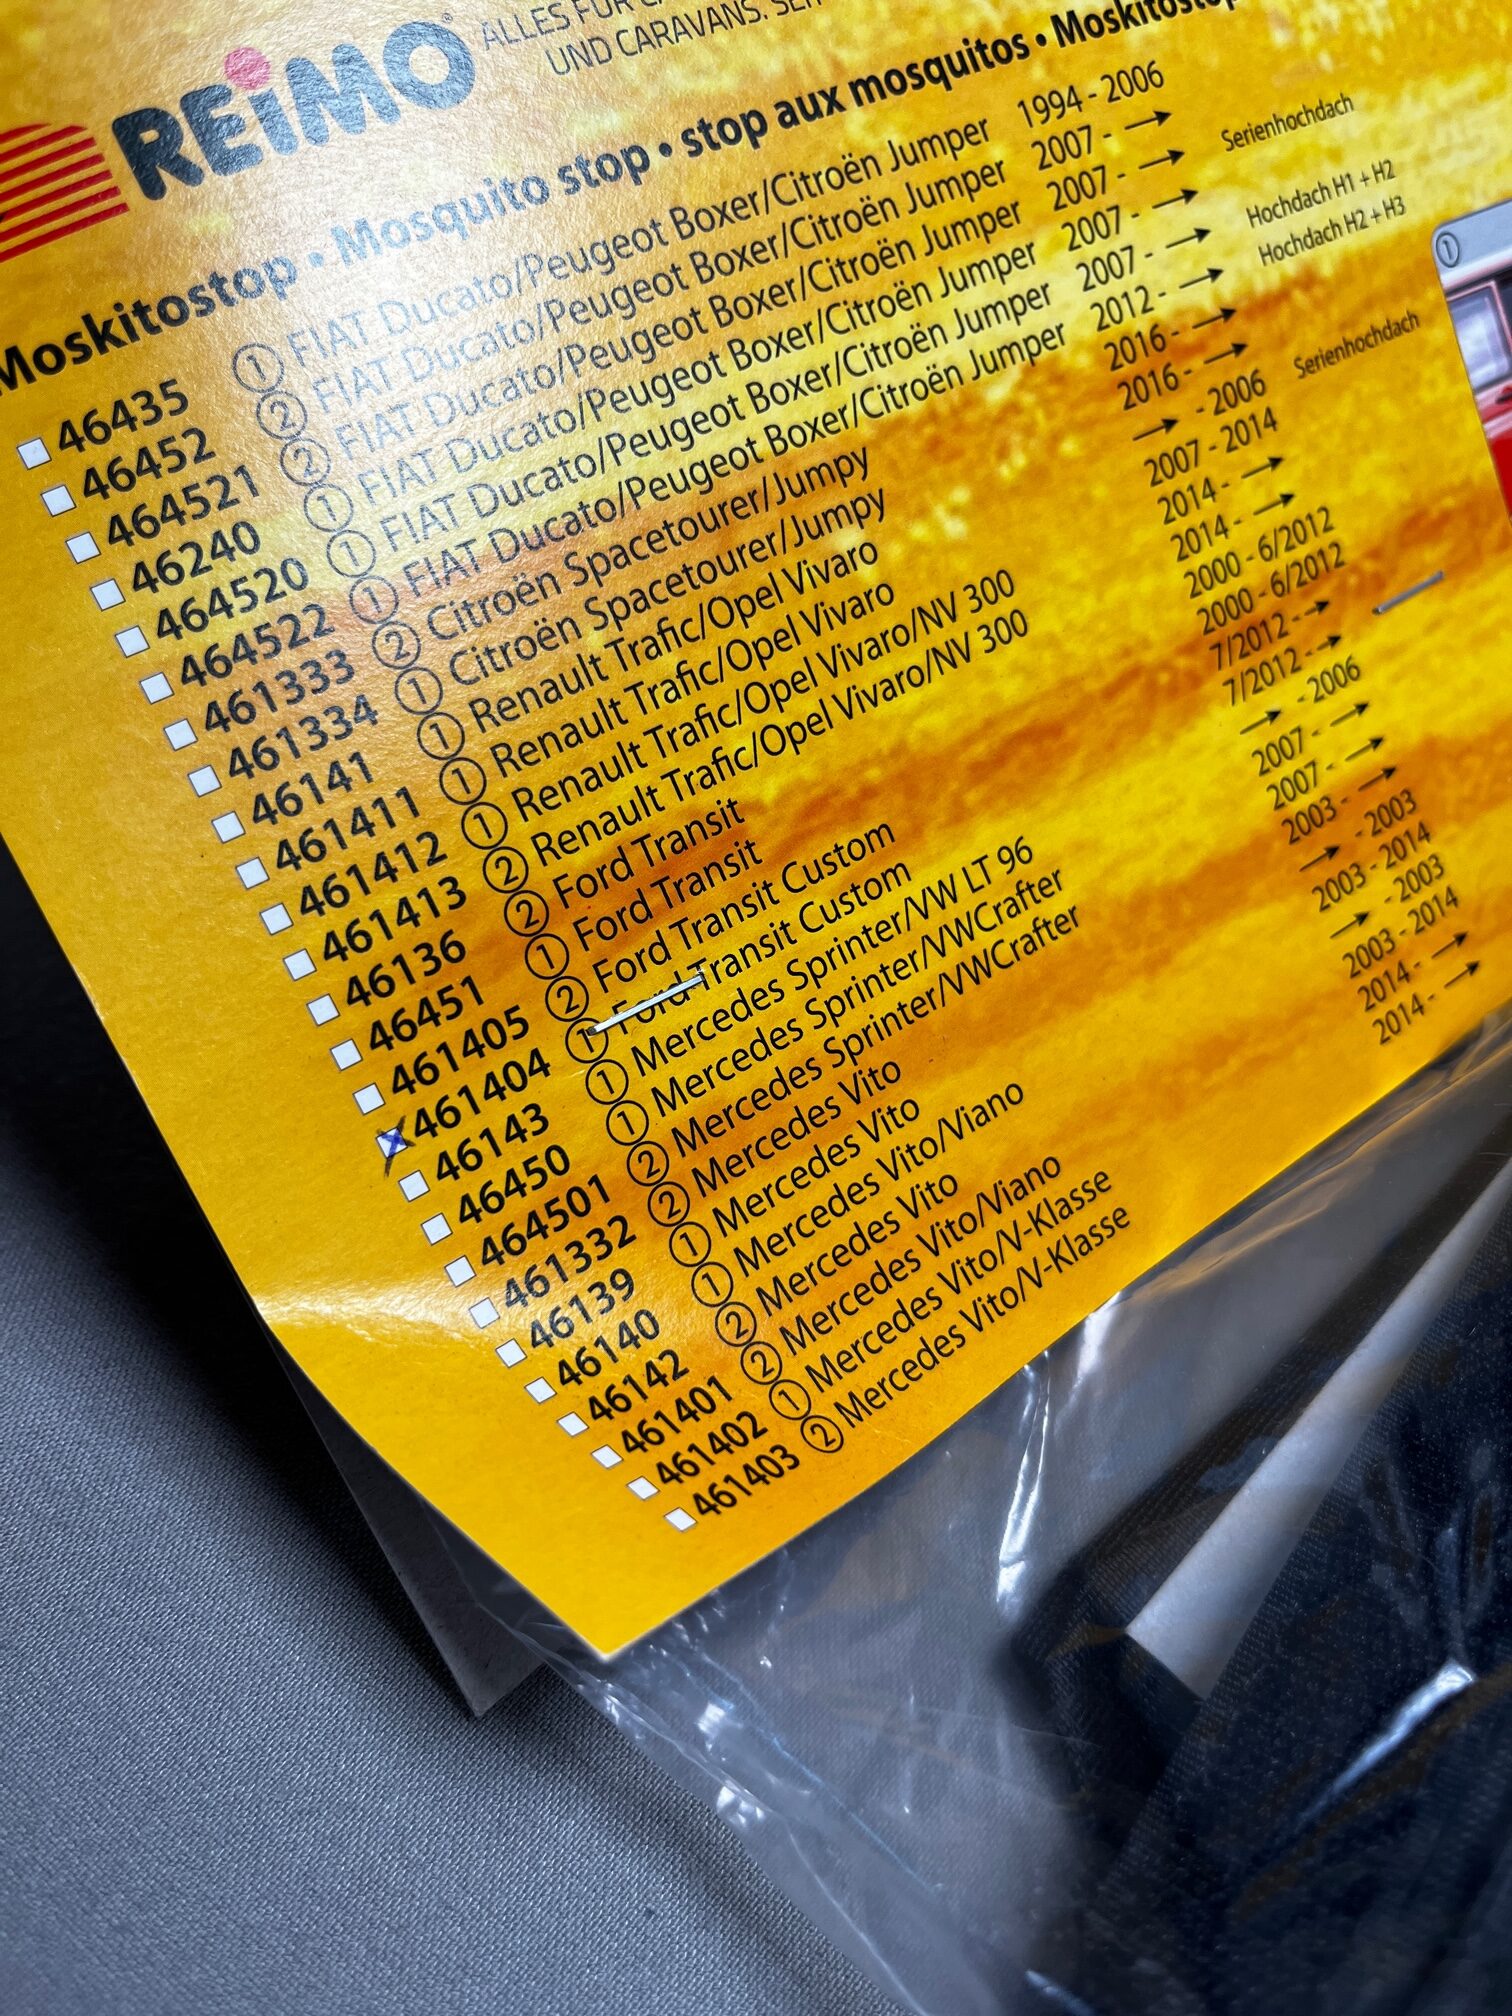 REiMO
ALLES FÜR
UND CARAVANS.
Moskitostop • Mosquito stop • stop aux mosquitos • Moskitostop
46435 ① FIAT Ducato/Peugeot Boxer/Citroën Jumper 1994 - 2006
46452 ② FIAT Ducato/Peugeot Boxer/Citroën Jumper 2007 - →
464521 ② FIAT Ducato/Peugeot Boxer/Citroën Jumper 2007 - → Serienhochdach
46240 ① FIAT Ducato/Peugeot Boxer/Citroën Jumper 2007 - →
464520 ① FIAT Ducato/Peugeot Boxer/Citroën Jumper 2007 - → Hochdach H1 + H2
464522 ① FIAT Ducato/Peugeot Boxer/Citroën Jumper 2012 - → Hochdach H2 + H3
461333 ② Citroën Spacetourer/Jumpy 2016 - →
461334 ① Citroën Spacetourer/Jumpy 2016 - →
46141 ① Renault Trafic/Opel Vivaro → - 2006 Serienhochdach
461411 ① Renault Trafic/Opel Vivaro 2007 - 2014
461412 ① Renault Trafic/Opel Vivaro/NV 300 2014 - →
461413 ② Renault Trafic/Opel Vivaro/NV 300 2014 - →
46136 ② Ford Transit 2000 - 6/2012
46451 ① Ford Transit 2000 - 6/2012
461405 ② Ford Transit Custom 7/2012 - →
461404 ① Ford Transit Custom 7/2012 - →
46143 ① Mercedes Sprinter/VW LT 96 → - 2006
46450 ① Mercedes Sprinter/VWCrafter 2007 - →
464501 ② Mercedes Sprinter/VWCrafter 2007 - →
461332 ② Mercedes Vito 2003 - →
46139 ① Mercedes Vito → - 2003
46140 ① Mercedes Vito/Viano 2003 - 2014
46142 ② Mercedes Vito → - 2003
461401 ② Mercedes Vito/Viano 2003 - 2014
461402 ① Mercedes Vito/V-Klasse 2014 - →
461403 ② Mercedes Vito/V-Klasse 2014 - →
①